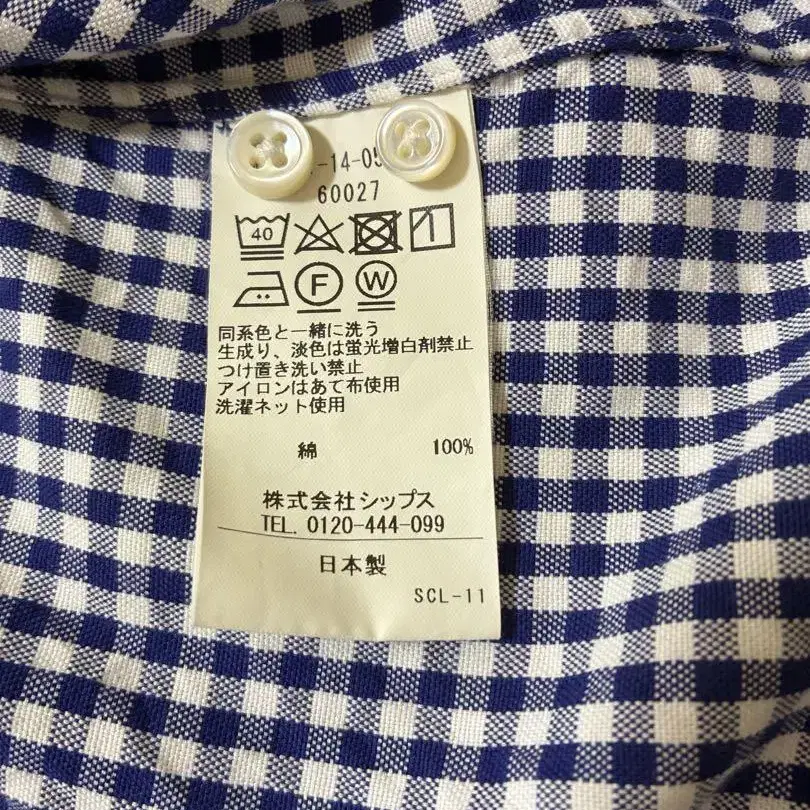 -14-05
60027
40
F W
同系色と一緒に洗う
生成り、淡色は蛍光増白剤禁止
つけ置き洗い禁止
アイロンはあて布使用
洗濯ネット使用
綿 100%
株式会社シップス
TEL. 0120-444-099
日本製
SCL-11